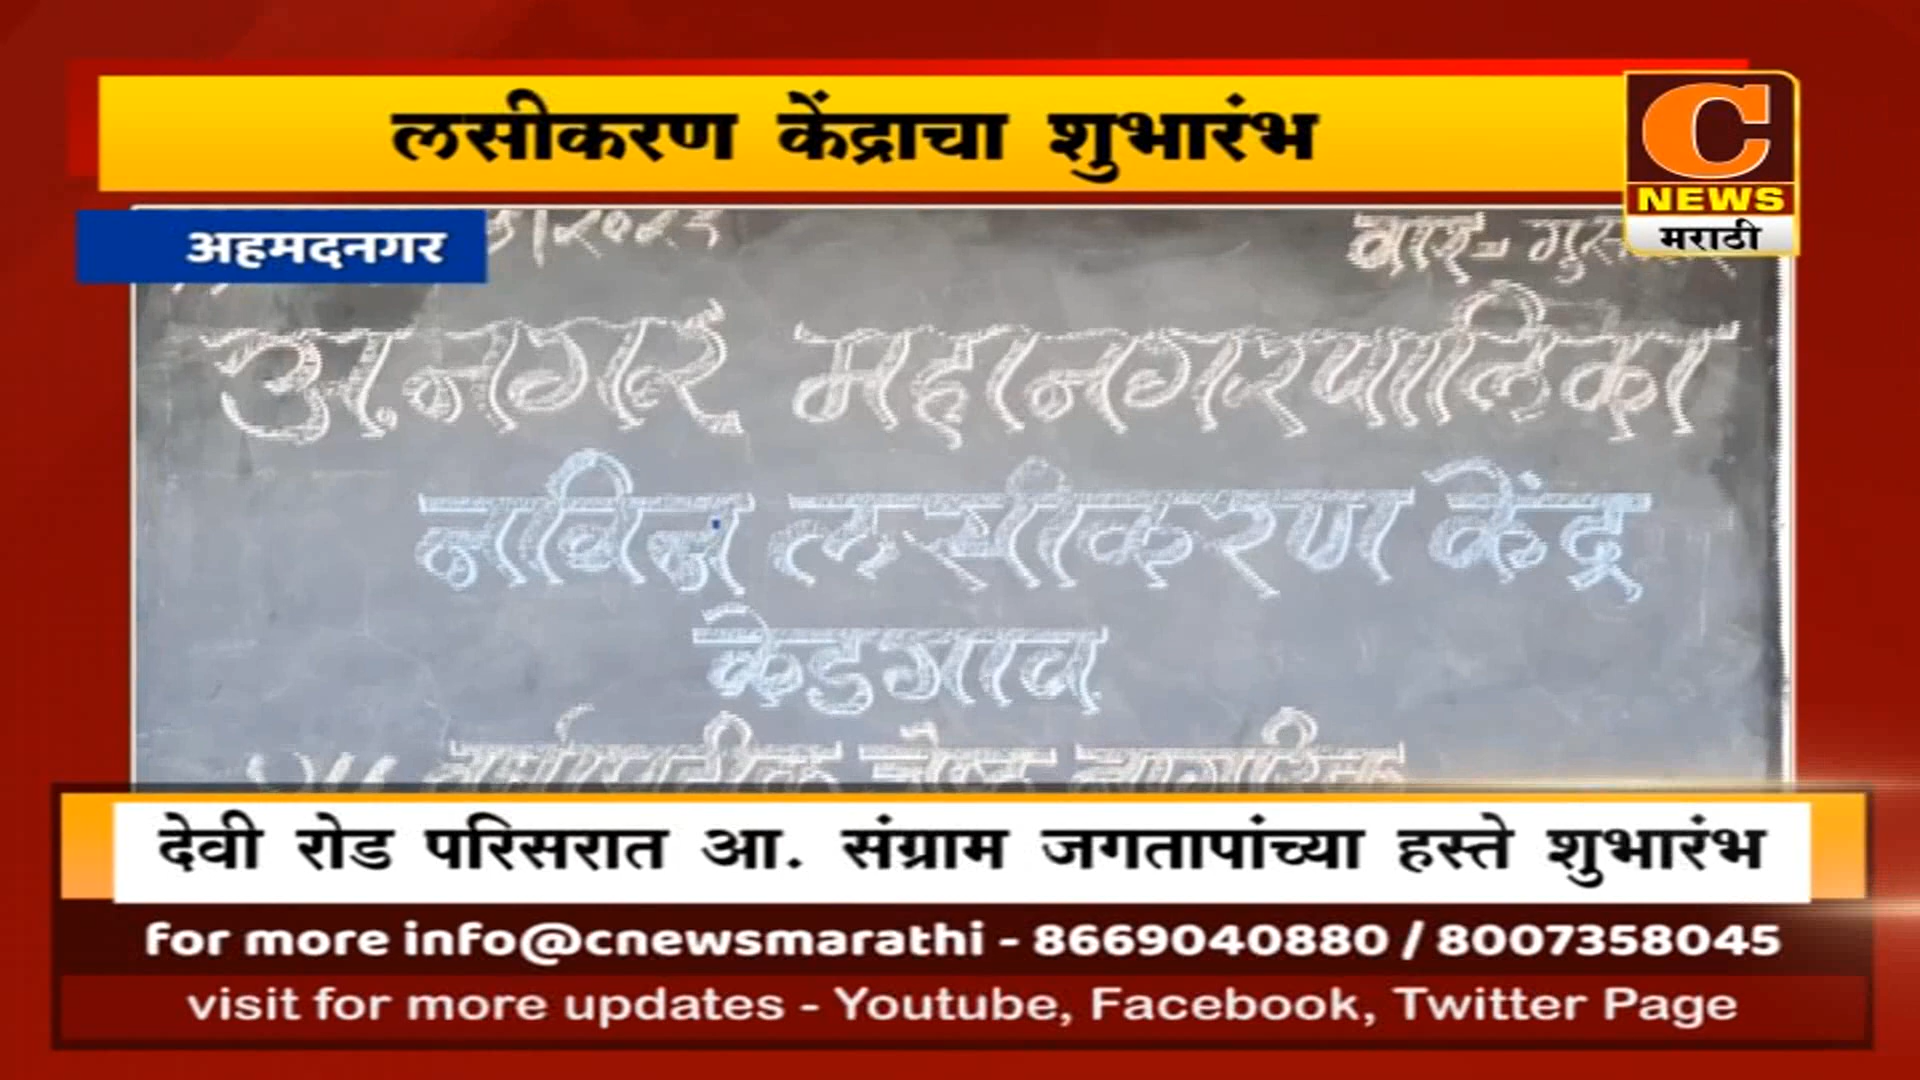 लसीकरण केंद्राचा शुभारंभ
C
NEWS
मराठी
अहमदनगर
वार-
अ.नगर महानगरपालिका
नविन लसीकरण केंद्र
केडगाव
देवी रोड परिसरात आ. संग्राम जगतापांच्या हस्ते शुभारंभ
for more info@cnewsmarathi - 8669040880 / 8007358045
visit for more updates - Youtube, Facebook, Twitter Page